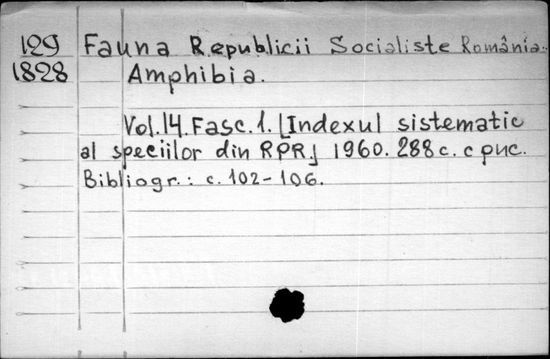 129 Fauna Republicii Socialiste România.
1828 Amphibia.
Vol.14. Fasc.1. [Indexul sistematic
al speciilor din RPR] 1960. 288 c. с рис.
Bibliogr.: c. 102-106.